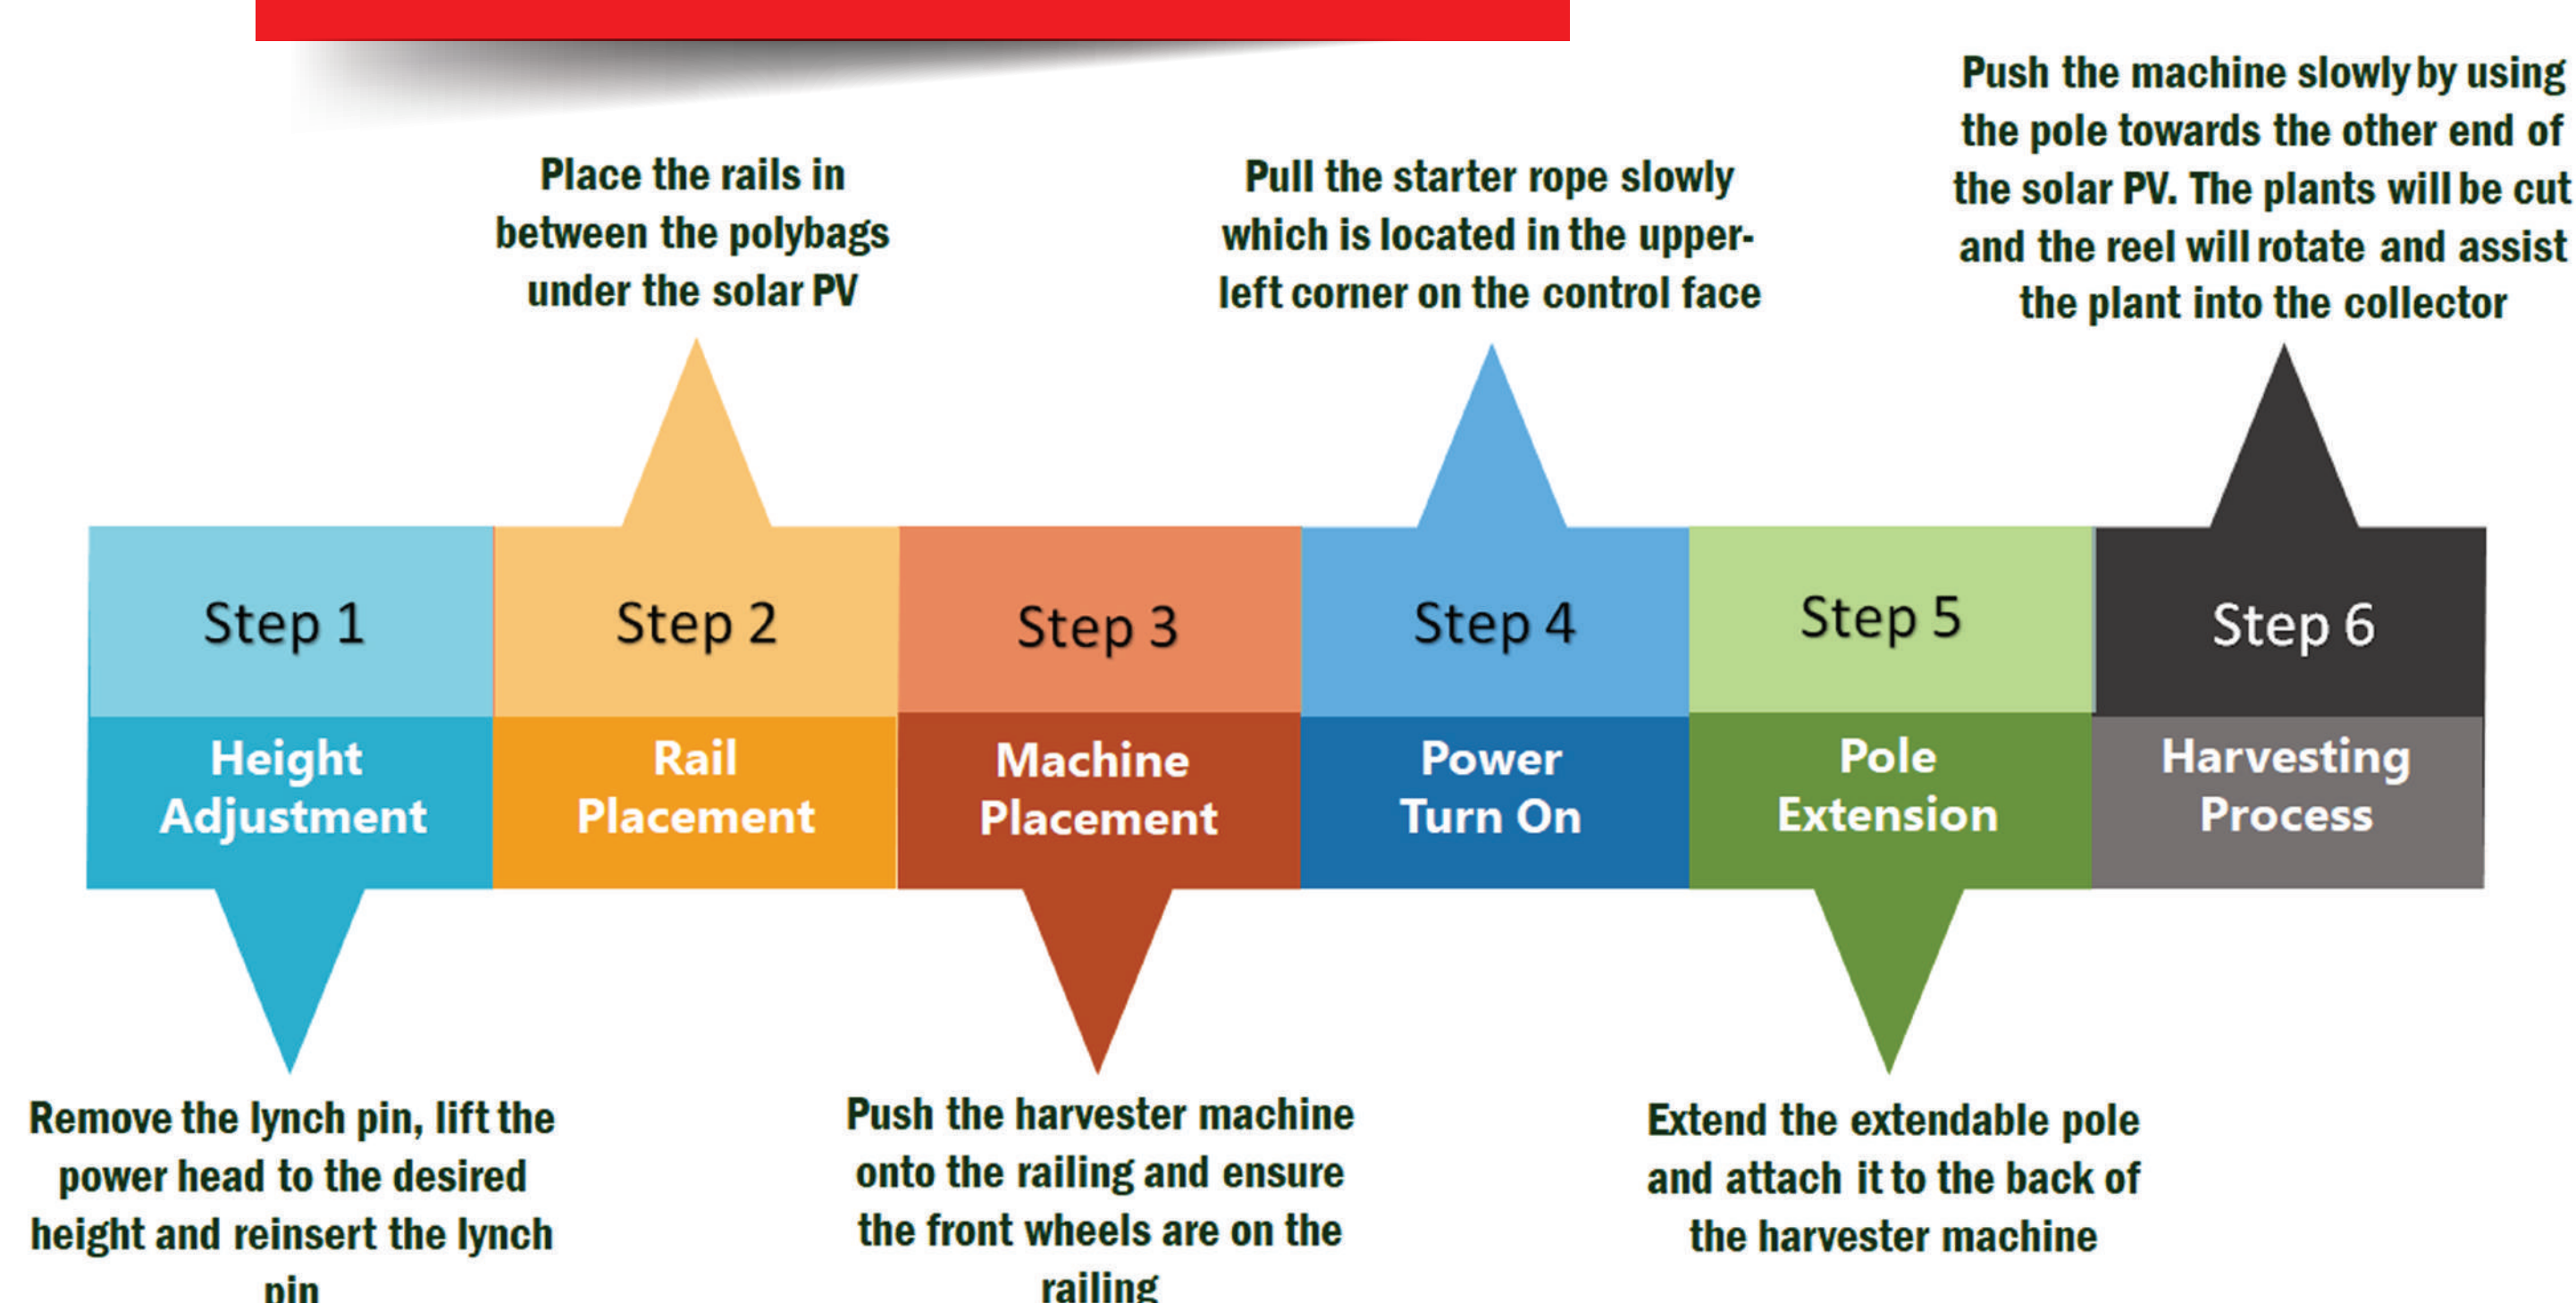 Place the rails in
between the polybags
under the solar PV
Pull the starter rope slowly
which is located in the upper-
left corner on the control face
Push the machine slowly by using
the pole towards the other end of
the solar PV. The plants will be cut
and the reel will rotate and assist
the plant into the collector
Step 1
Step 2
Step 3
Step 4
Step 5
Step 6
Height
Adjustment
Rail
Placement
Machine
Placement
Power
Turn On
Pole
Extension
Harvesting
Process
Remove the lynch pin, lift the
power head to the desired
height and reinsert the lynch
pin
Push the harvester machine
onto the railing and ensure
the front wheels are on the
railing
Extend the extendable pole
and attach it to the back of
the harvester machine